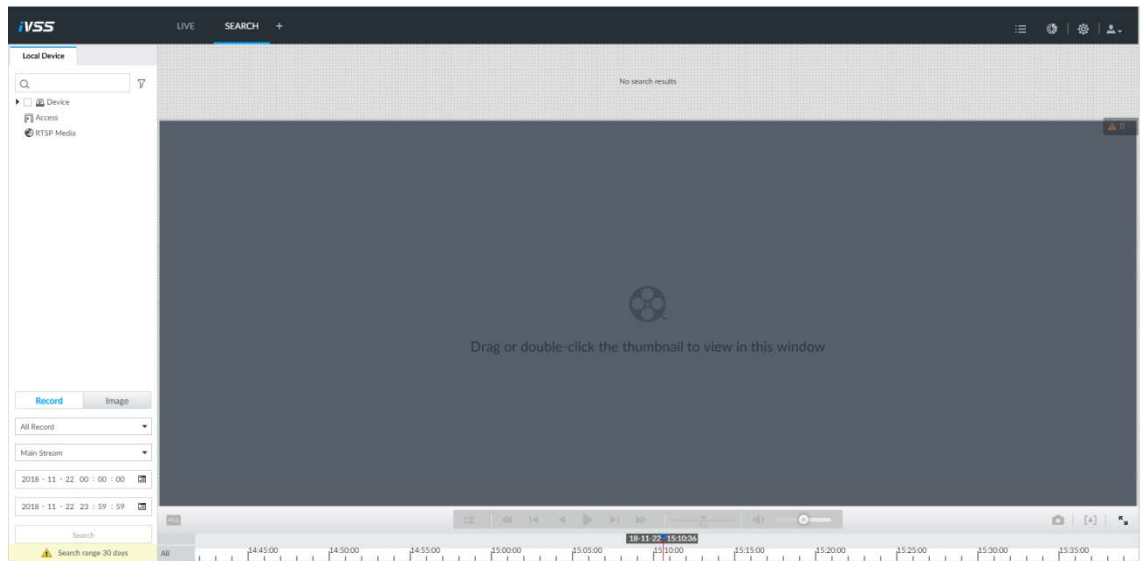 iVSS
LIVE SEARCH +
Local Device
No search results
Device
Access
RTSP Media
0
Drag or double-click the thumbnail to view in this window
Record Image
All Record
Main Stream
2018 - 11 - 22 00 : 00 : 00
2018 - 11 - 22 23 : 59 : 59
Search
18-11-22 15:10:36
Search range 30 days
All 14:45:00 14:50:00 14:55:00 15:00:00 15:05:00 15:10:00 15:15:00 15:20:00 15:25:00 15:30:00 15:35:00